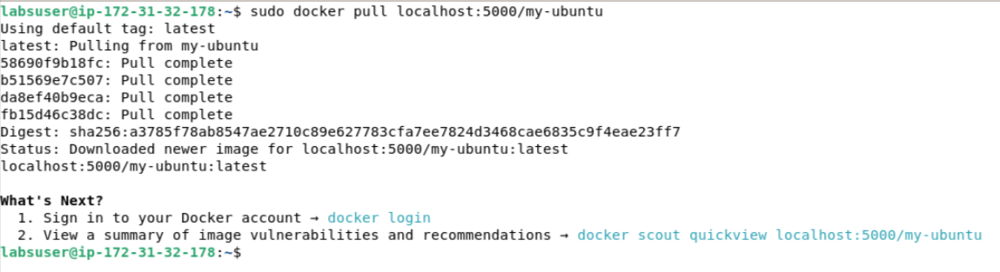 labsuser@ip-172-31-32-178:~$ sudo docker pull localhost:5000/my-ubuntu
Using default tag: latest
latest: Pulling from my-ubuntu
58690f9b18fc: Pull complete
b51569e7c507: Pull complete
da8ef40b9eca: Pull complete
fb15d46c38dc: Pull complete
Digest: sha256:a3785f78ab8547ae2710c89e627783cfa7ee7824d3468cae6835c9f4eae23ff7
Status: Downloaded newer image for localhost:5000/my-ubuntu:latest
localhost:5000/my-ubuntu:latest
What's Next?
1. Sign in to your Docker account → docker login
2. View a summary of image vulnerabilities and recommendations → docker scout quickview localhost:5000/my-ubuntu
labsuser@ip-172-31-32-178:~$